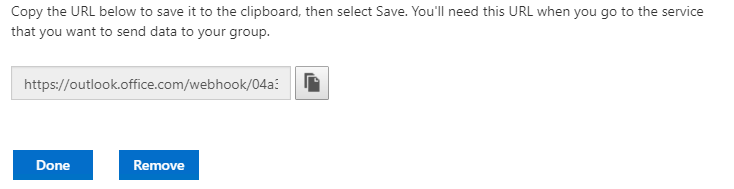 Copy the URL below to save it to the clipboard, then select Save. You'll need this URL when you go to the service
that you want to send data to your group.
https://outlook.office.com/webhook/04a3
Done Remove